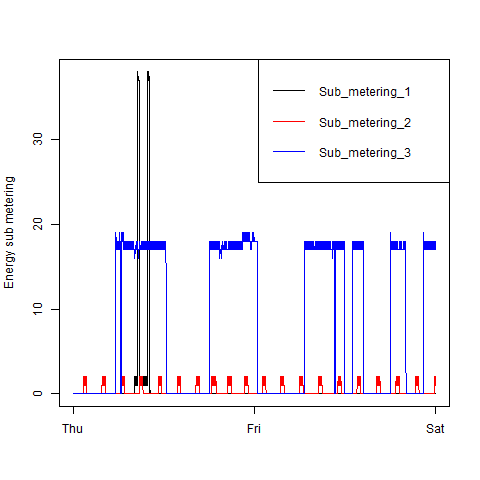 Sub_metering_1
Sub_metering_2
Sub_metering_3
Energy sub metering
30
20
10
0
Thu
Fri
Sat